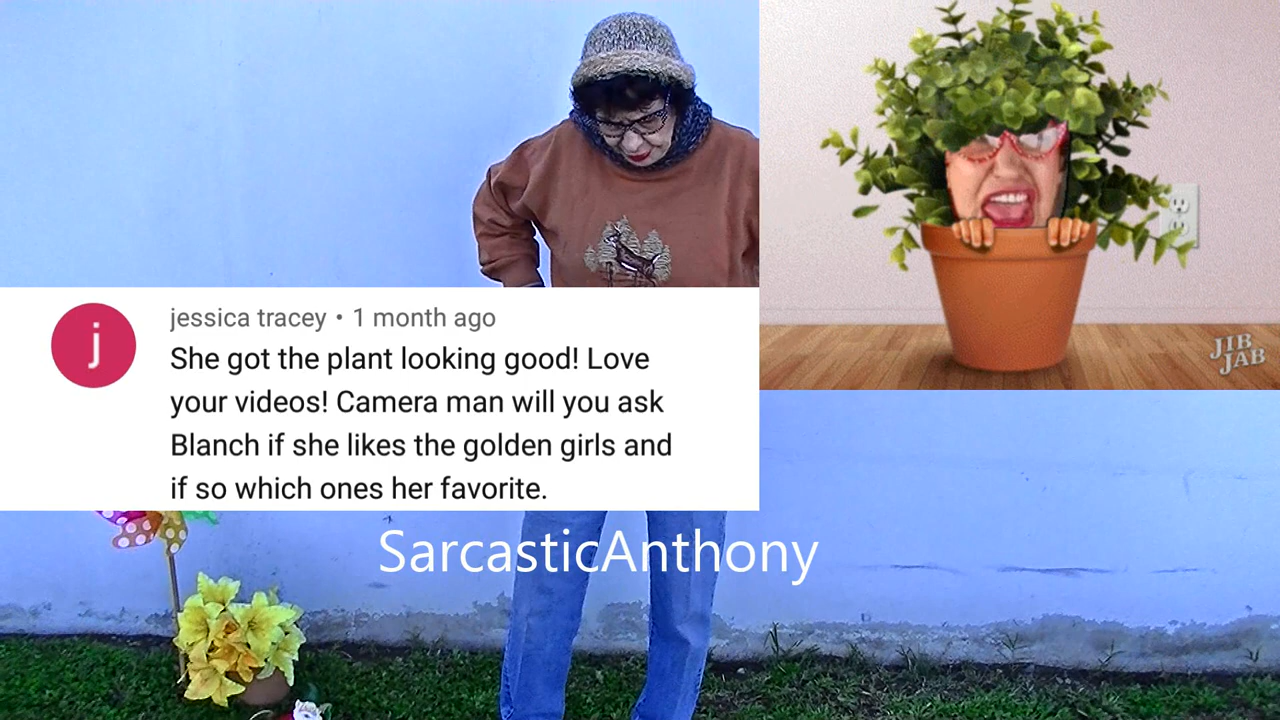 j
jessica tracey • 1 month ago
She got the plant looking good! Love
your videos! Camera man will you ask
Blanch if she likes the golden girls and
if so which ones her favorite.
JIB
JAB
SarcasticAnthony